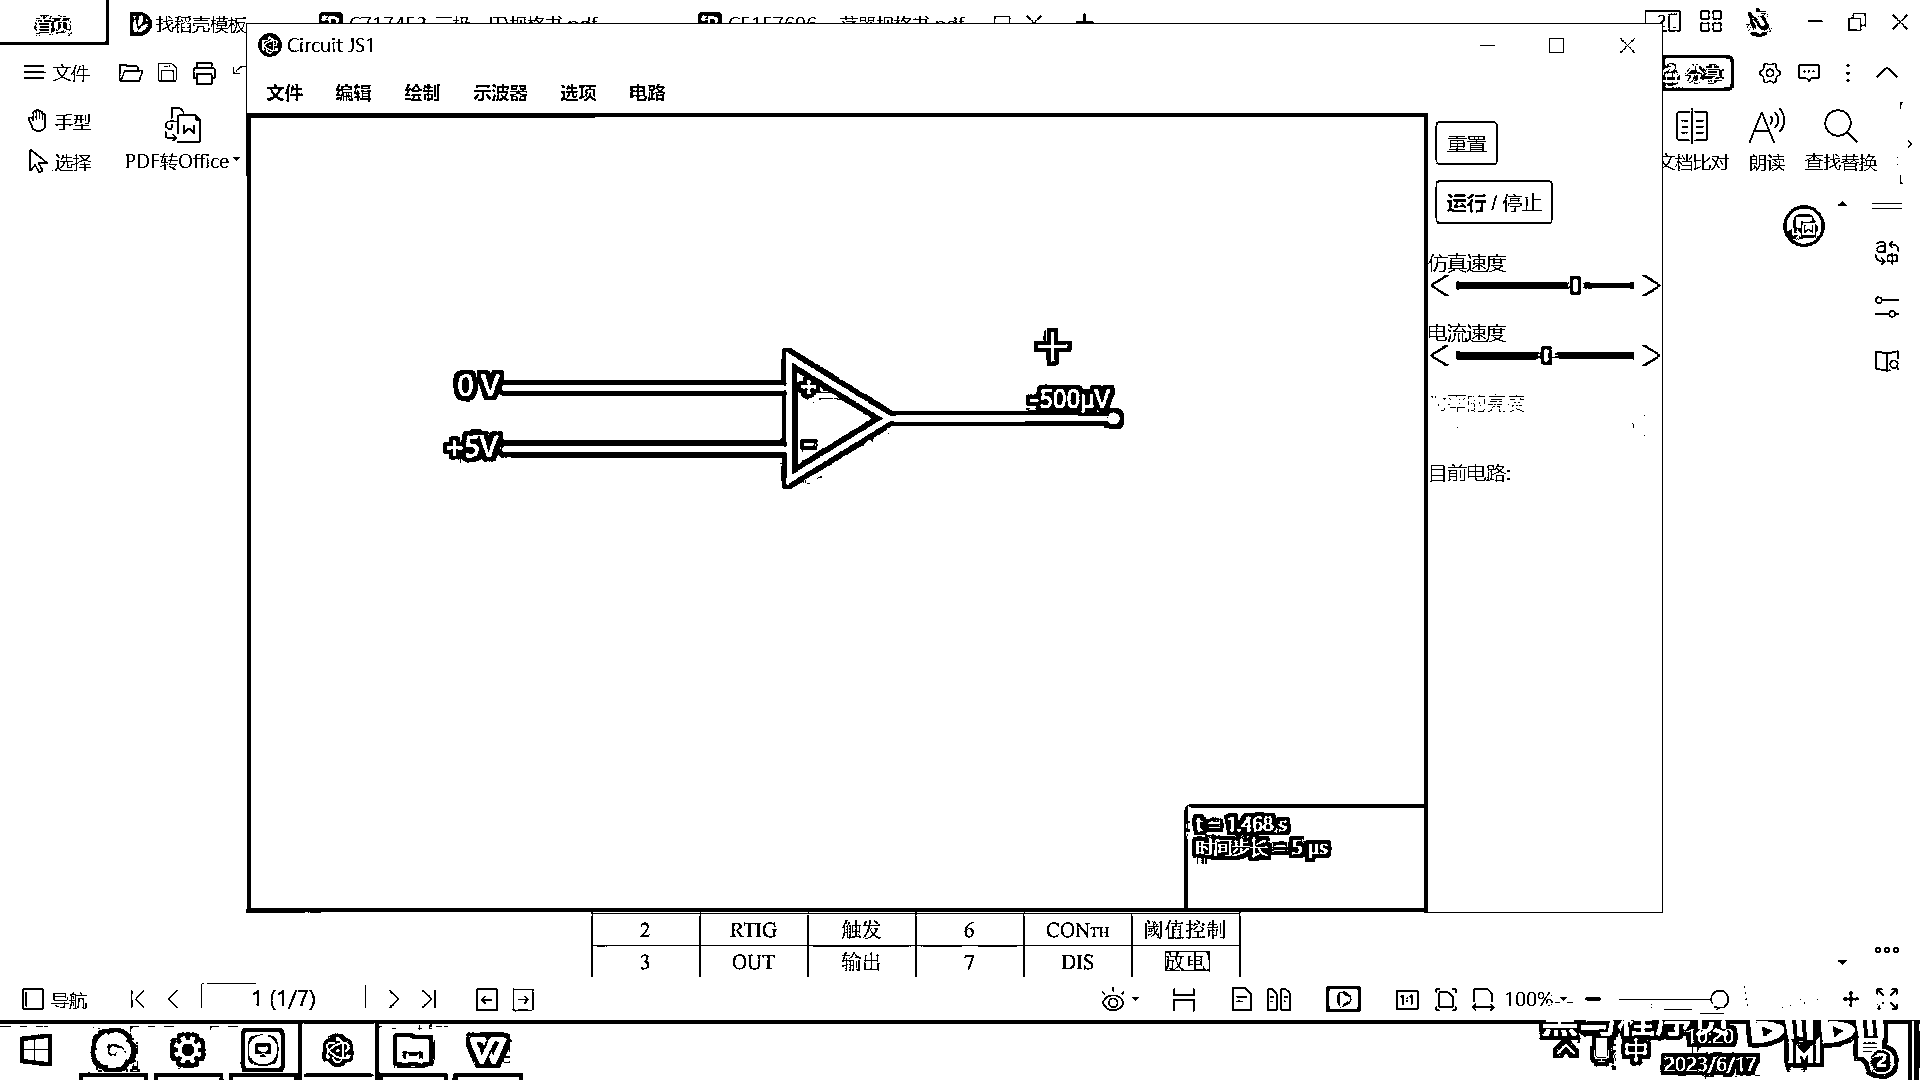 首页
找稻壳模板
Circuit JS1
文件
手型
选择
PDF转Office
文件 编辑 绘制 示波器 选项 电路
分享
文档比对 朗读 查找替换
重置
运行 / 停止
仿真速度
电流速度
目前电路:
0V
+5V
+
-
-500μV
t = 1.468 s
时间步长 = 5 μs
2 RTIG 触发 6 CONTH 阈值控制
3 OUT 输出 7 DIS 放电
导航 1 (1/7) 1:1 100%
中
16:20
2023/6/17
2